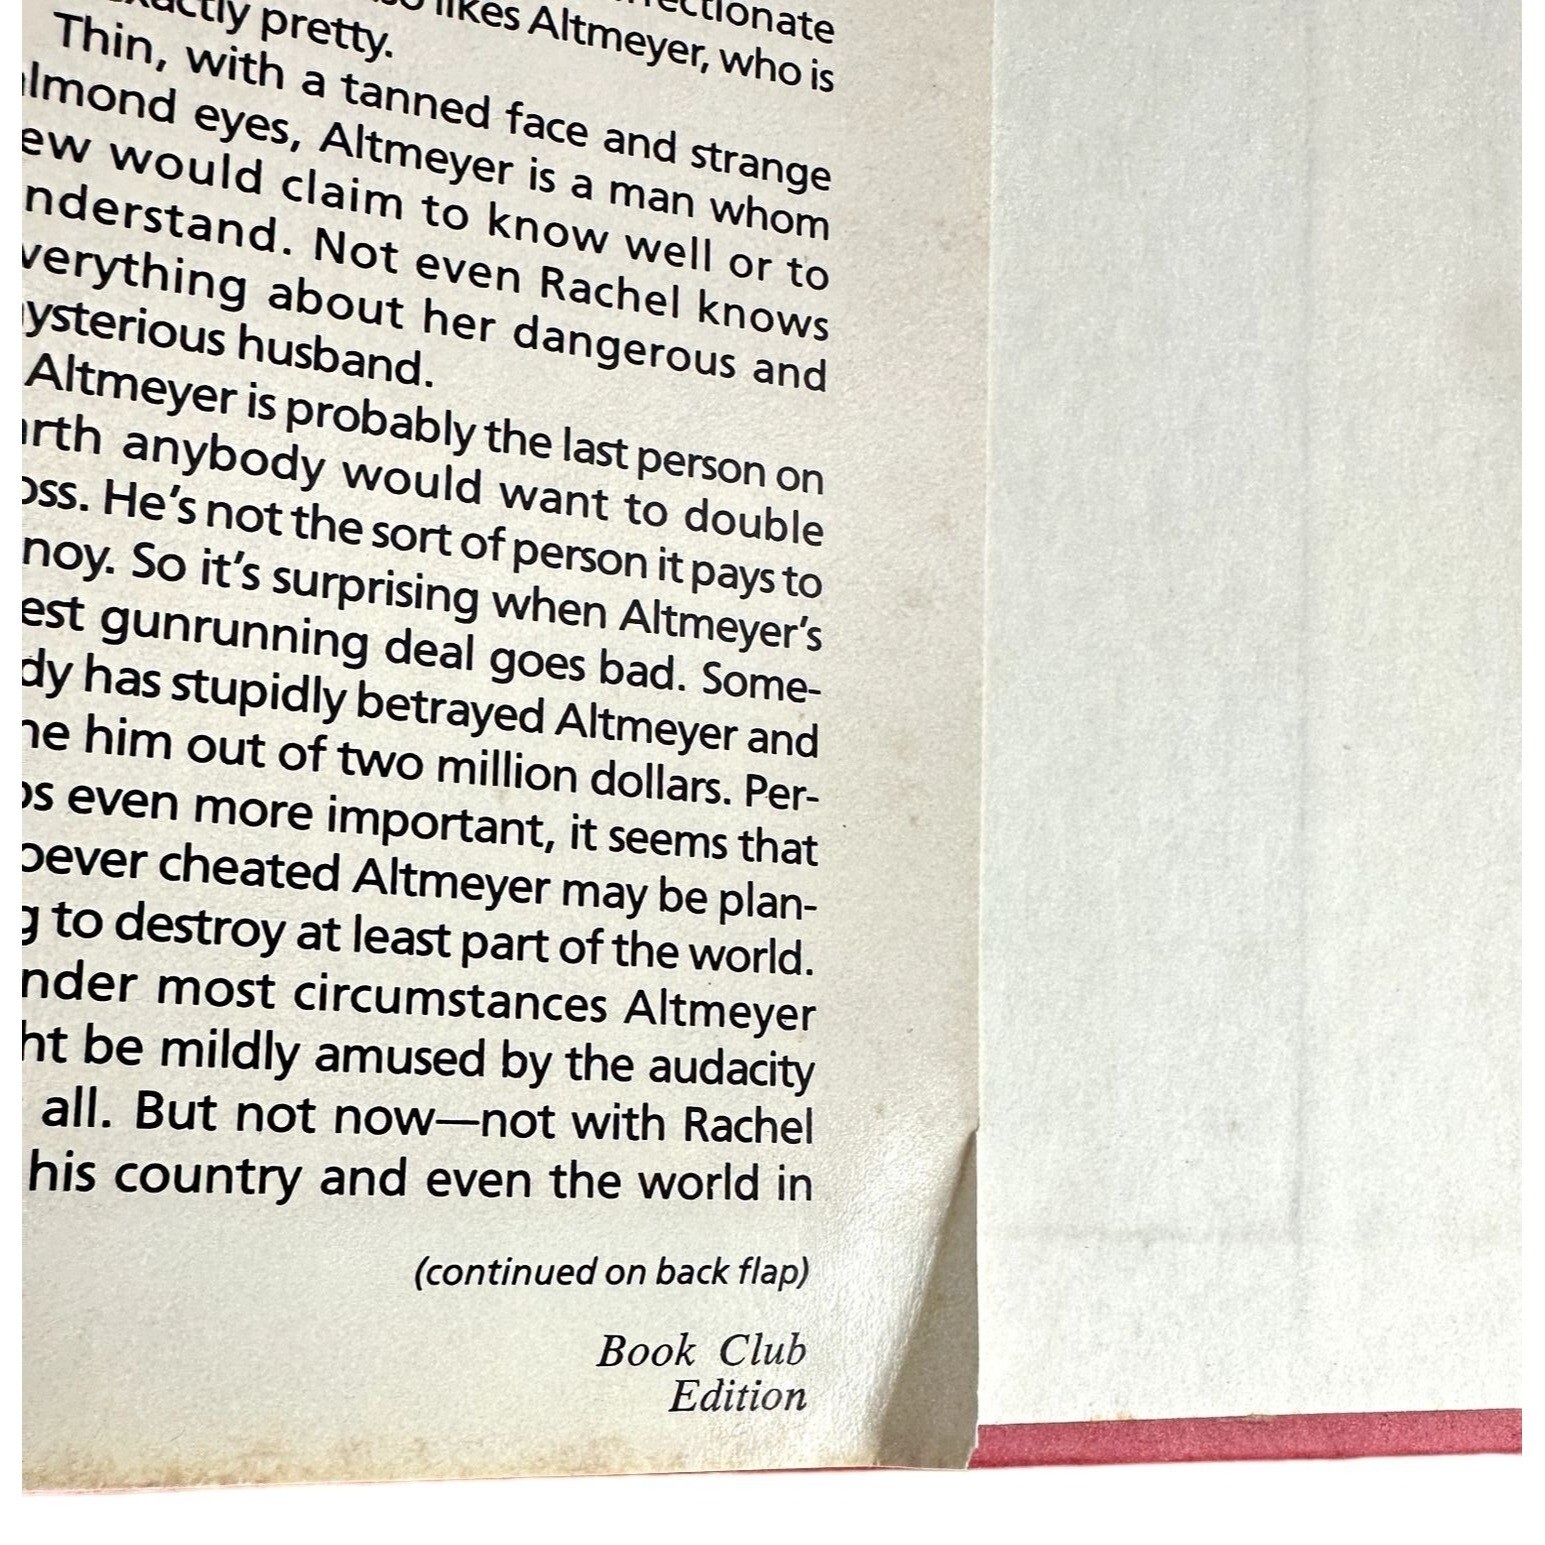 ectionate
exactly pretty. likes Altmeyer, who is
Thin, with a tanned face and strange
lmond eyes, Altmeyer is a man whom
ew would claim to know well or to
nderstand. Not even Rachel knows
verything about her dangerous and
ysterious husband.
Altmeyer is probably the last person on
rth anybody would want to double
oss. He's not the sort of person it pays to
noy. So it's surprising when Altmeyer's
est gunrunning deal goes bad. Some-
dy has stupidly betrayed Altmeyer and
ne him out of two million dollars. Per-
ps even more important, it seems that
oever cheated Altmeyer may be plan-
g to destroy at least part of the world.
nder most circumstances Altmeyer
ht be mildly amused by the audacity
all. But not now—not with Rachel
his country and even the world in
(continued on back flap)
Book Club
Edition